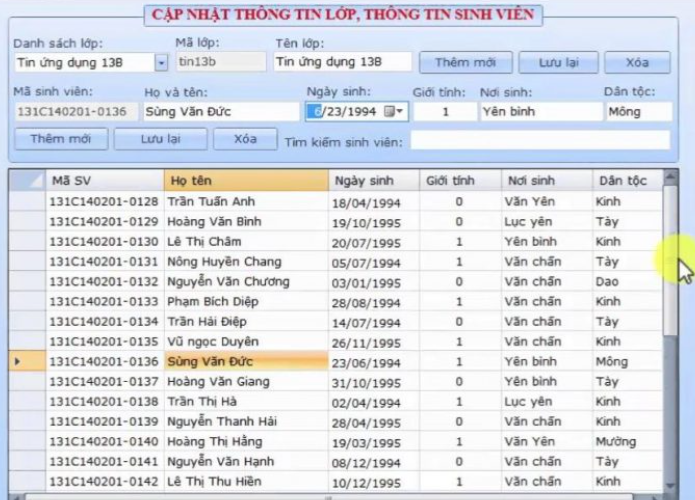 CẬP NHẬT THÔNG TIN LỚP, THÔNG TIN SINH VIÊN
Danh sách lớp: Mã lớp: Tên lớp:
Tin ứng dụng 13B tin13b Tin ứng dụng 13B Thêm mới Lưu lại Xóa
Mã sinh viên: Họ và tên: Ngày sinh: Giới tính: Nơi sinh: Dân tộc:
131C140201-0136 Sùng Văn Đức 6/23/1994 1 Yên bình Mông
Thêm mới Lưu lại Xóa Tìm kiếm sinh viên:
Mã SV Họ tên Ngày sinh Giới tính Nơi sinh Dân tộc
131C140201-0128 Trần Tuấn Anh 18/04/1994 0 Văn Yên Kinh
131C140201-0129 Hoàng Văn Bình 19/10/1995 0 Lục yên Tày
131C140201-0130 Lê Thị Châm 20/07/1995 1 Yên bình Kinh
131C140201-0131 Nông Huyền Chang 05/07/1994 1 Văn chấn Tày
131C140201-0132 Nguyễn Văn Chương 03/01/1995 0 Văn chấn Dao
131C140201-0133 Phạm Bích Diệp 28/08/1994 1 Văn chấn Kinh
131C140201-0134 Trần Hải Điệp 14/07/1994 0 Văn chấn Tày
131C140201-0135 Vũ ngọc Duyên 26/11/1995 1 Văn chấn Kinh
131C140201-0136 Sùng Văn Đức 23/06/1994 1 Yên bình Mông
131C140201-0137 Hoàng Văn Giang 31/10/1995 0 Yên bình Tày
131C140201-0138 Trần Thị Hà 02/04/1994 1 Lục yên Kinh
131C140201-0139 Nguyễn Thanh Hải 28/04/1995 0 Văn chấn Kinh
131C140201-0140 Hoàng Thị Hằng 19/03/1995 1 Văn Yên Mường
131C140201-0141 Nguyễn Văn Hạnh 08/12/1994 0 Văn chấn Tày
131C140201-0142 Lê Thị Thu Hiền 10/12/1995 1 Văn chấn Kinh